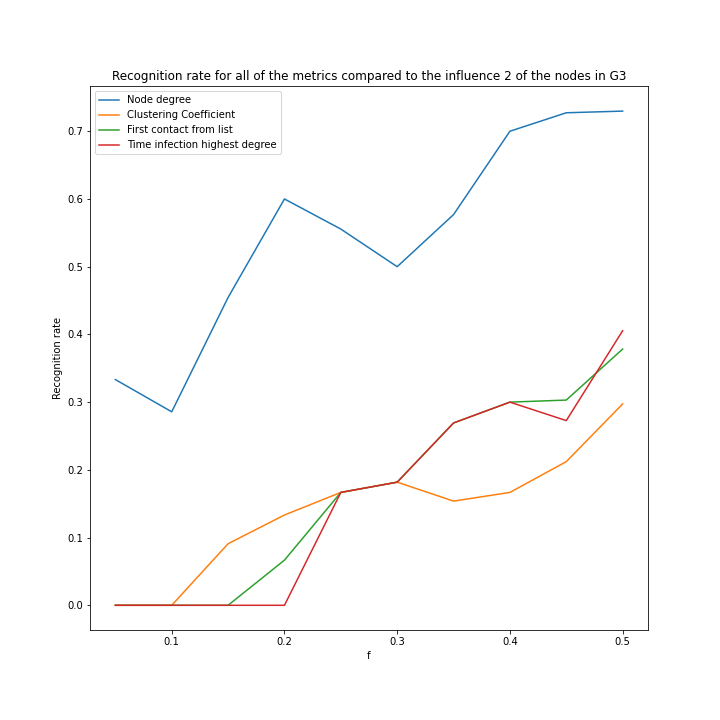 Recognition rate for all of the metrics compared to the influence 2 of the nodes in G3
Node degree
Clustering Coefficient
First contact from list
Time infection highest degree
0.7
0.6
0.5
0.4
0.3
0.2
0.1
0.0
Recognition rate
0.1 0.2 0.3 0.4 0.5
f